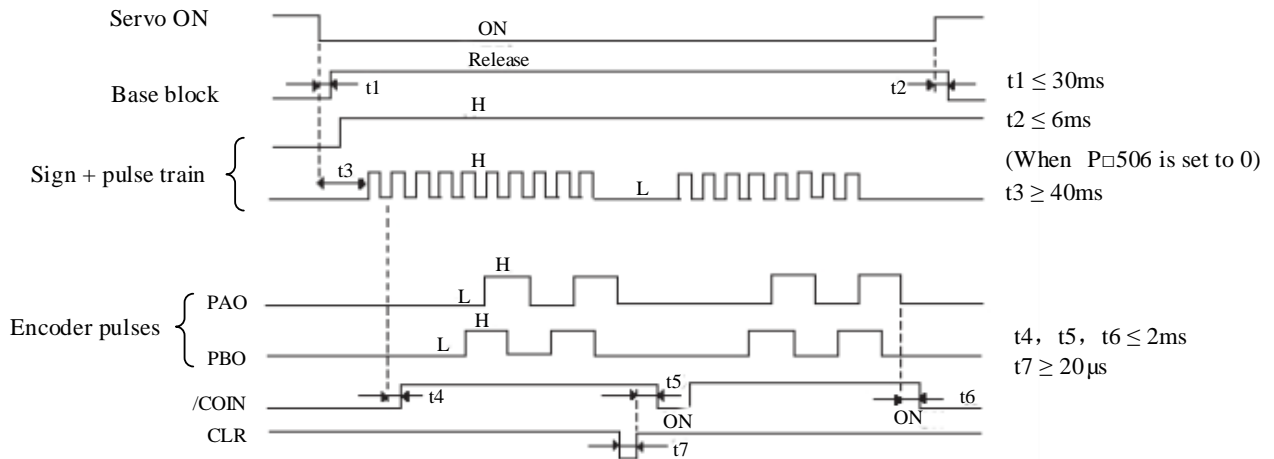 Servo ON
ON
Release
Base block
t1
t2
t1 ≤ 30ms
H
t2 ≤ 6ms
(When P□506 is set to 0)
Sign + pulse train
t3
H
L
t3 ≥ 40ms
H
PAO
L
Encoder pulses
H
PBO
L
t4，t5，t6 ≤ 2ms
t7 ≥ 20μs
/COIN
t4
t5
ON
ON
t6
CLR
t7